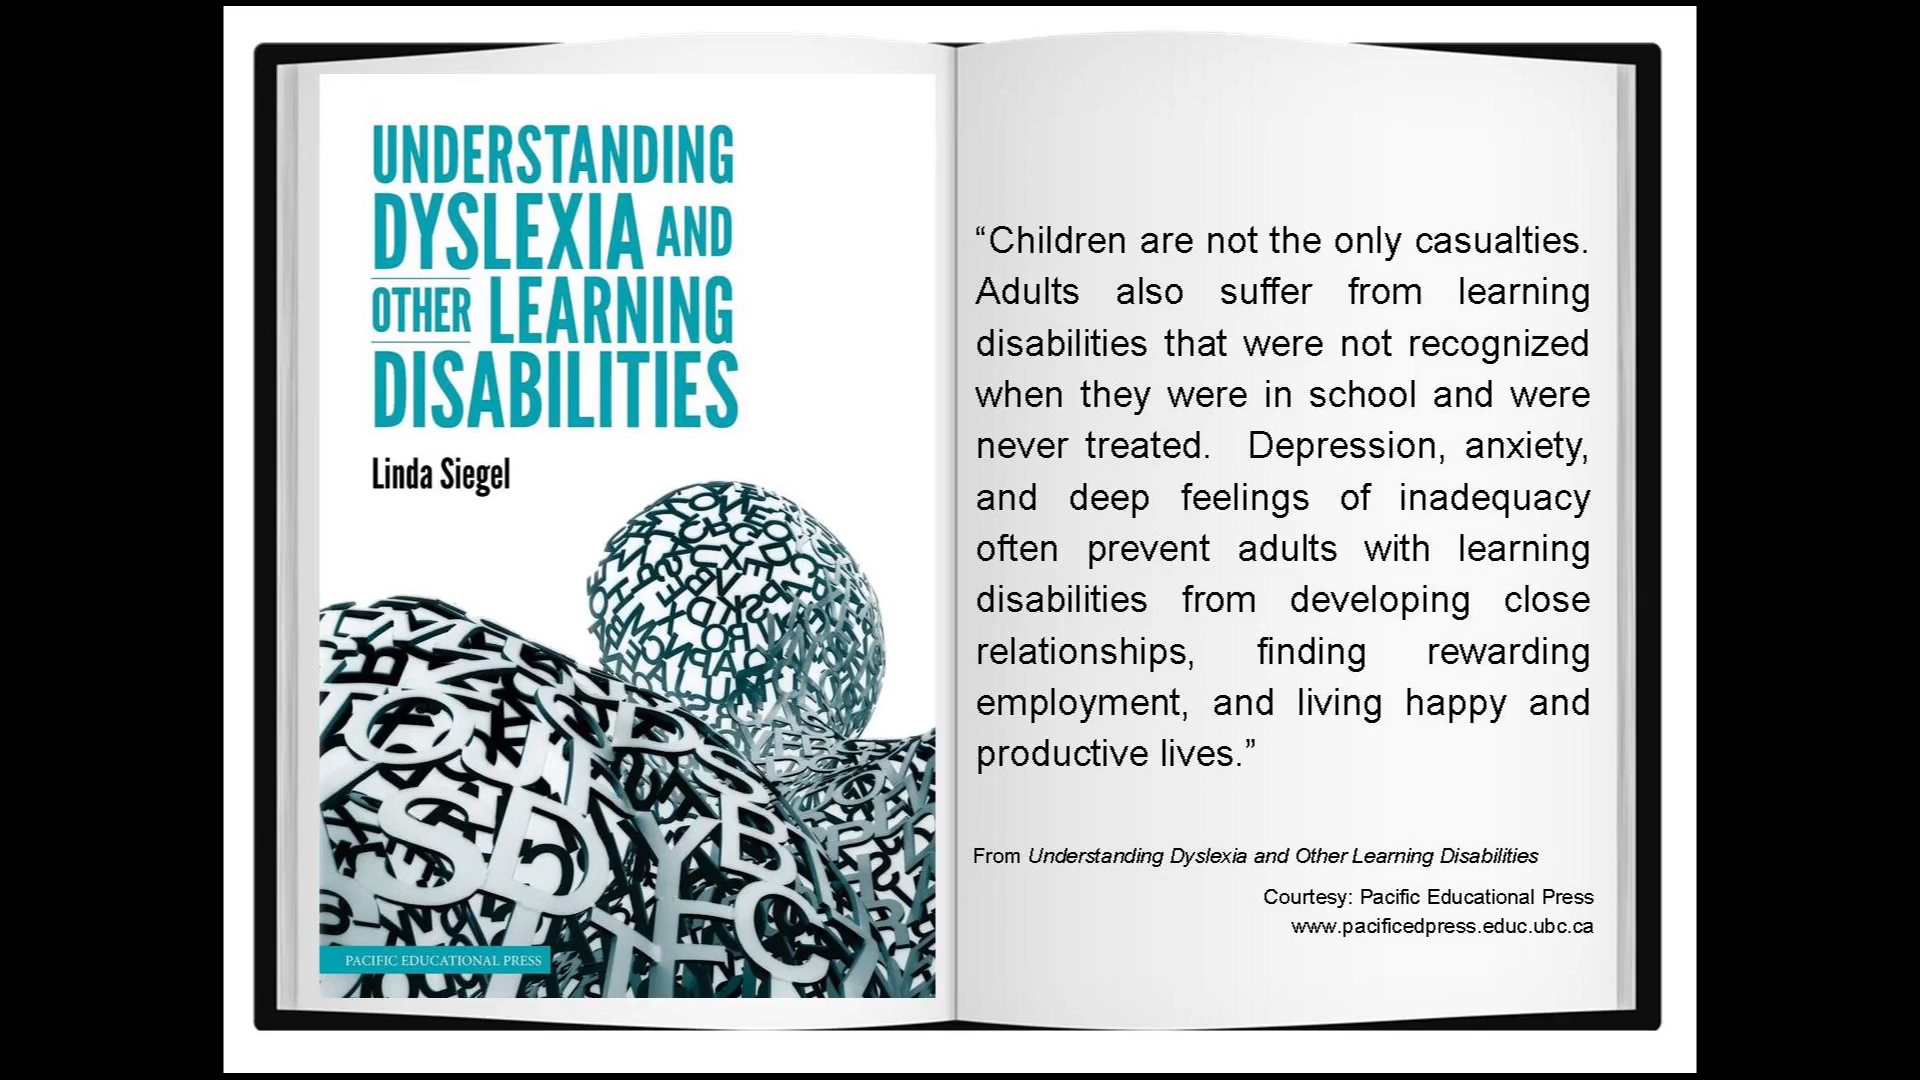 UNDERSTANDING
DYSLEXIA AND
OTHER LEARNING
DISABILITIES
Linda Siegel
PACIFIC EDUCATIONAL PRESS
“Children are not the only casualties.
Adults also suffer from learning
disabilities that were not recognized
when they were in school and were
never treated. Depression, anxiety,
and deep feelings of inadequacy
often prevent adults with learning
disabilities from developing close
relationships, finding rewarding
employment, and living happy and
productive lives.”
From Understanding Dyslexia and Other Learning Disabilities
Courtesy: Pacific Educational Press
www.pacificedpress.educ.ubc.ca